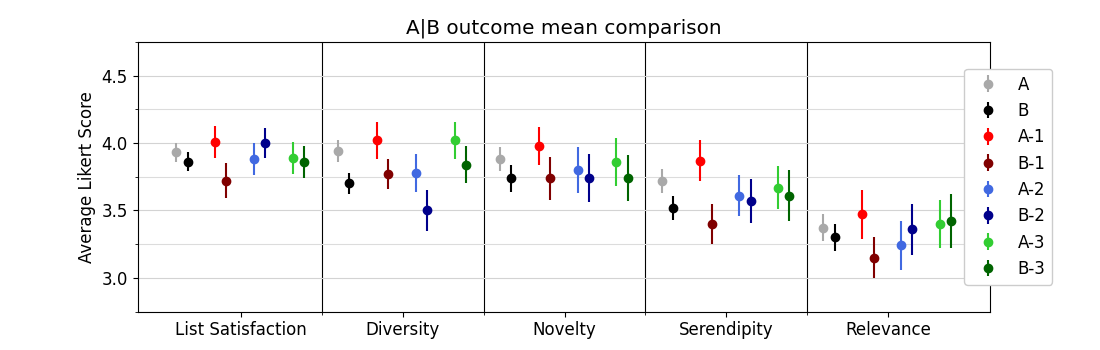 A|B outcome mean comparison
Average Likert Score
4.5
4.0
3.5
3.0
List Satisfaction
Diversity
Novelty
Serendipity
Relevance
A
B
A-1
B-1
A-2
B-2
A-3
B-3